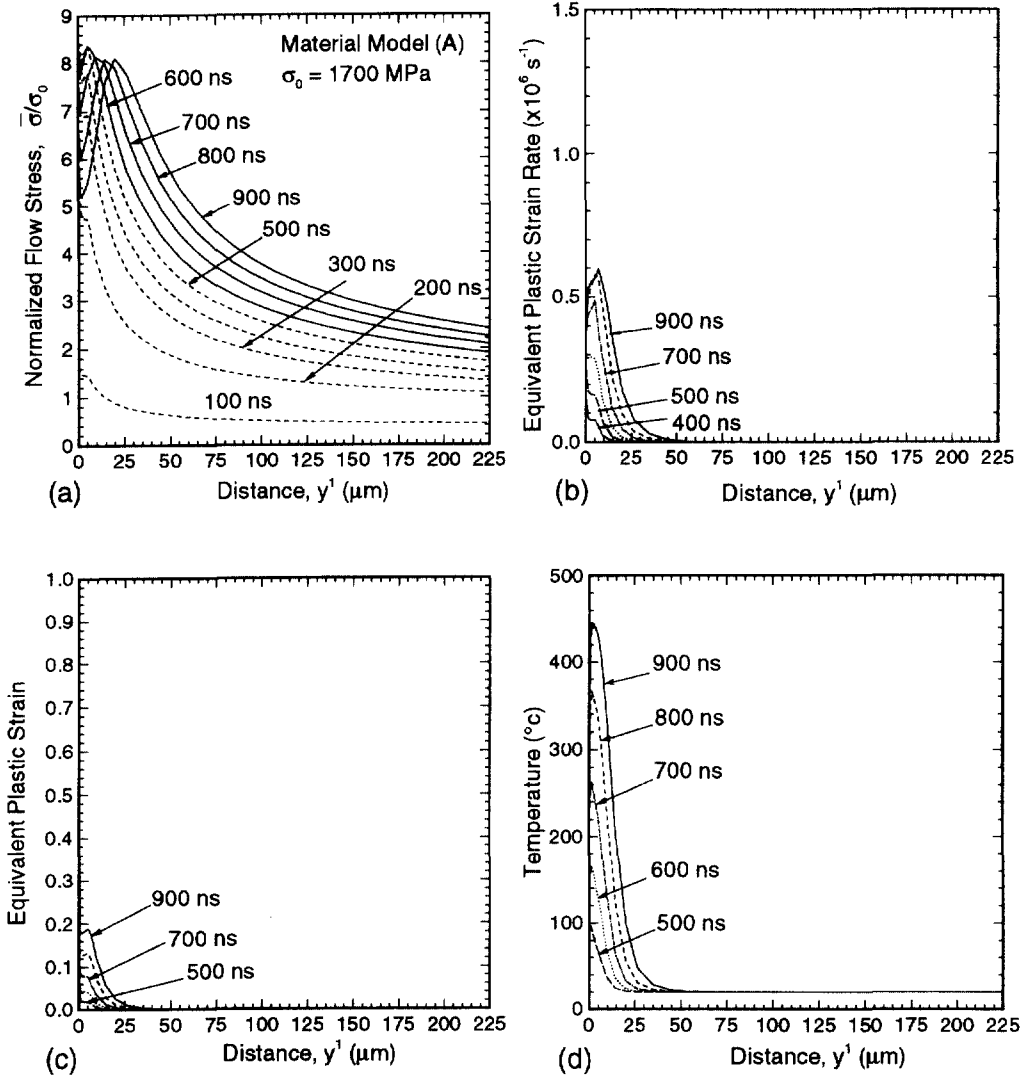 Material Model (A)
σ₀ = 1700 MPa
Normalized Flow Stress, σ̅/σ₀
9
8
7
6
5
4
3
2
1
0
600 ns
700 ns
800 ns
900 ns
500 ns
300 ns
200 ns
100 ns
0 25 50 75 100 125 150 175 200 225
(a) Distance, y¹ (μm)
Equivalent Plastic Strain Rate (x10⁶ s⁻¹)
1.5
1.0
0.5
0.0
900 ns
700 ns
500 ns
400 ns
0 25 50 75 100 125 150 175 200 225
(b) Distance, y¹ (μm)
Equivalent Plastic Strain
1.0
0.9
0.8
0.7
0.6
0.5
0.4
0.3
0.2
0.1
0.0
900 ns
700 ns
500 ns
0 25 50 75 100 125 150 175 200 225
(c) Distance, y¹ (μm)
Temperature (°c)
500
400
300
200
100
0
900 ns
800 ns
700 ns
600 ns
500 ns
0 25 50 75 100 125 150 175 200 225
(d) Distance, y¹ (μm)